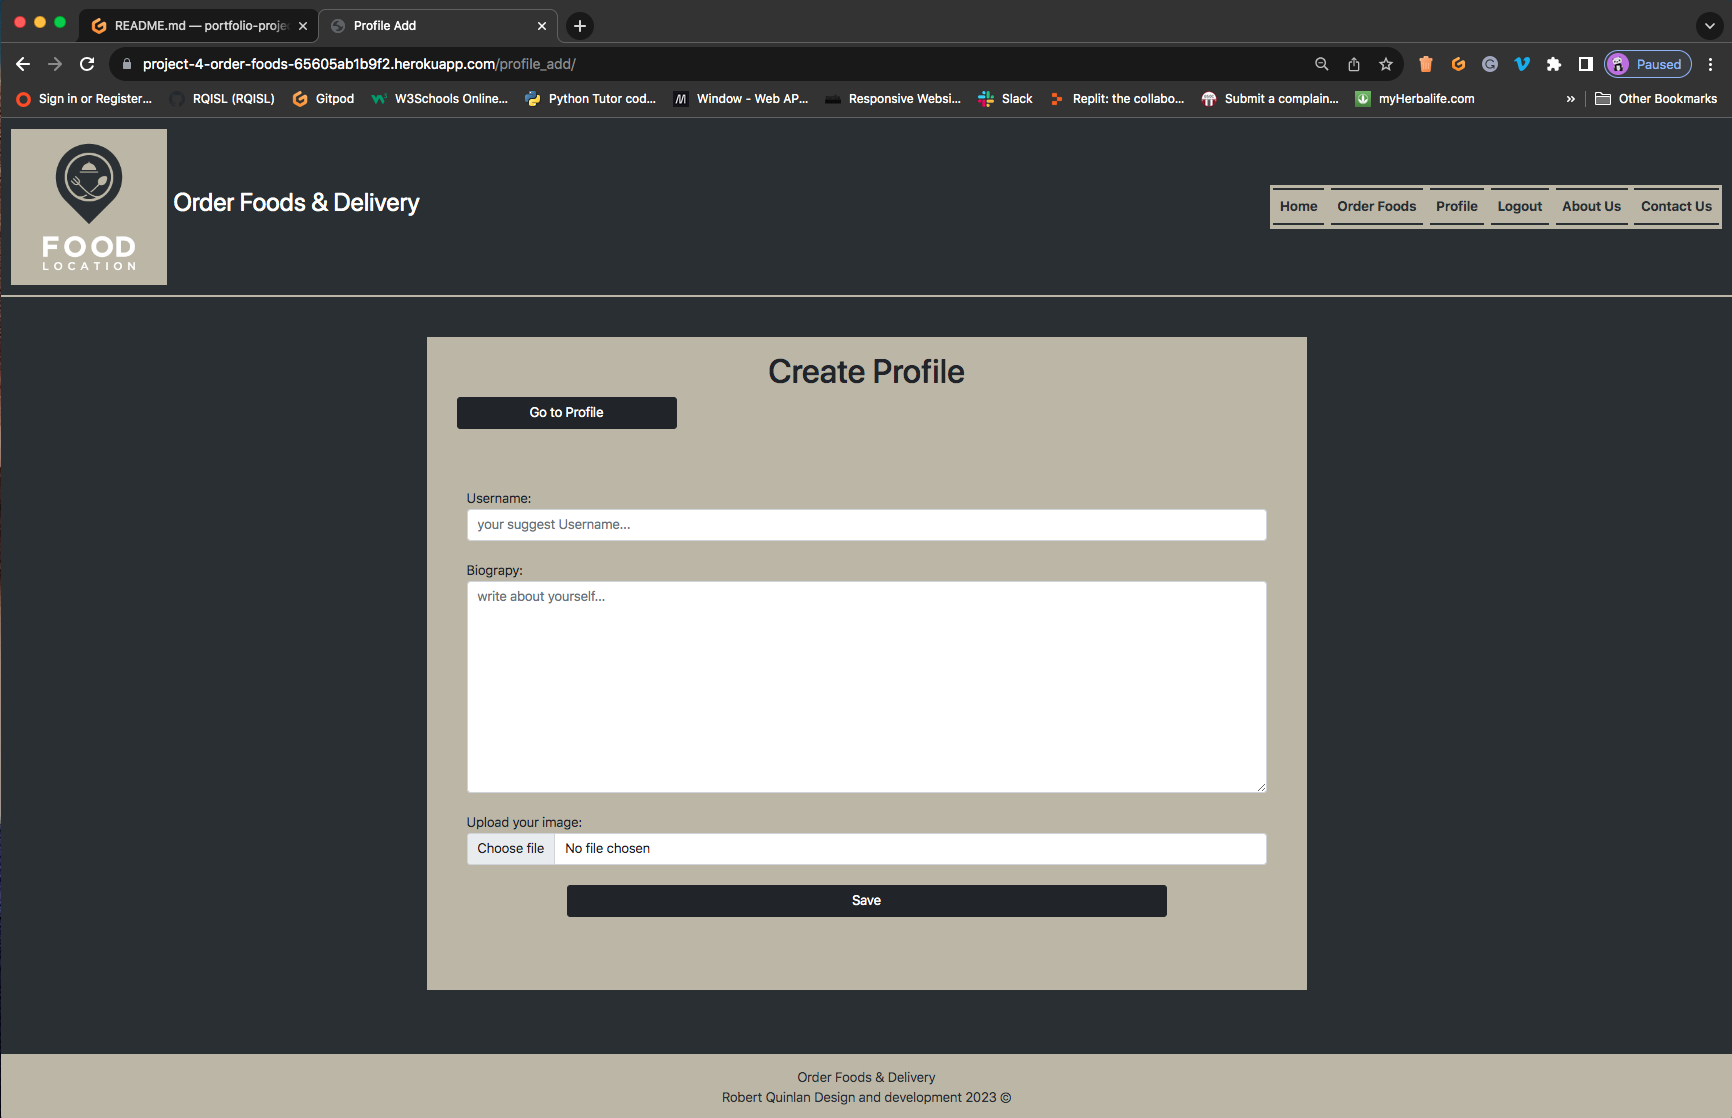 README.md — portfolio-proje
Profile Add
project-4-order-foods-65605ab1b9f2.herokuapp.com/profile_add/
Paused
Sign in or Register...
RQISL (RQISL)
Gitpod
W3Schools Online...
Python Tutor cod...
Window - Web AP...
Responsive Websi...
Slack
Replit: the collabo...
Submit a complain...
myHerbalife.com
»
Other Bookmarks
FOOD
LOCATION
Order Foods & Delivery
Home
Order Foods
Profile
Logout
About Us
Contact Us
Create Profile
Go to Profile
Username:
your suggest Username...
Biograpy:
write about yourself...
Upload your image:
Choose file
No file chosen
Save
Order Foods & Delivery
Robert Quinlan Design and development 2023 ©